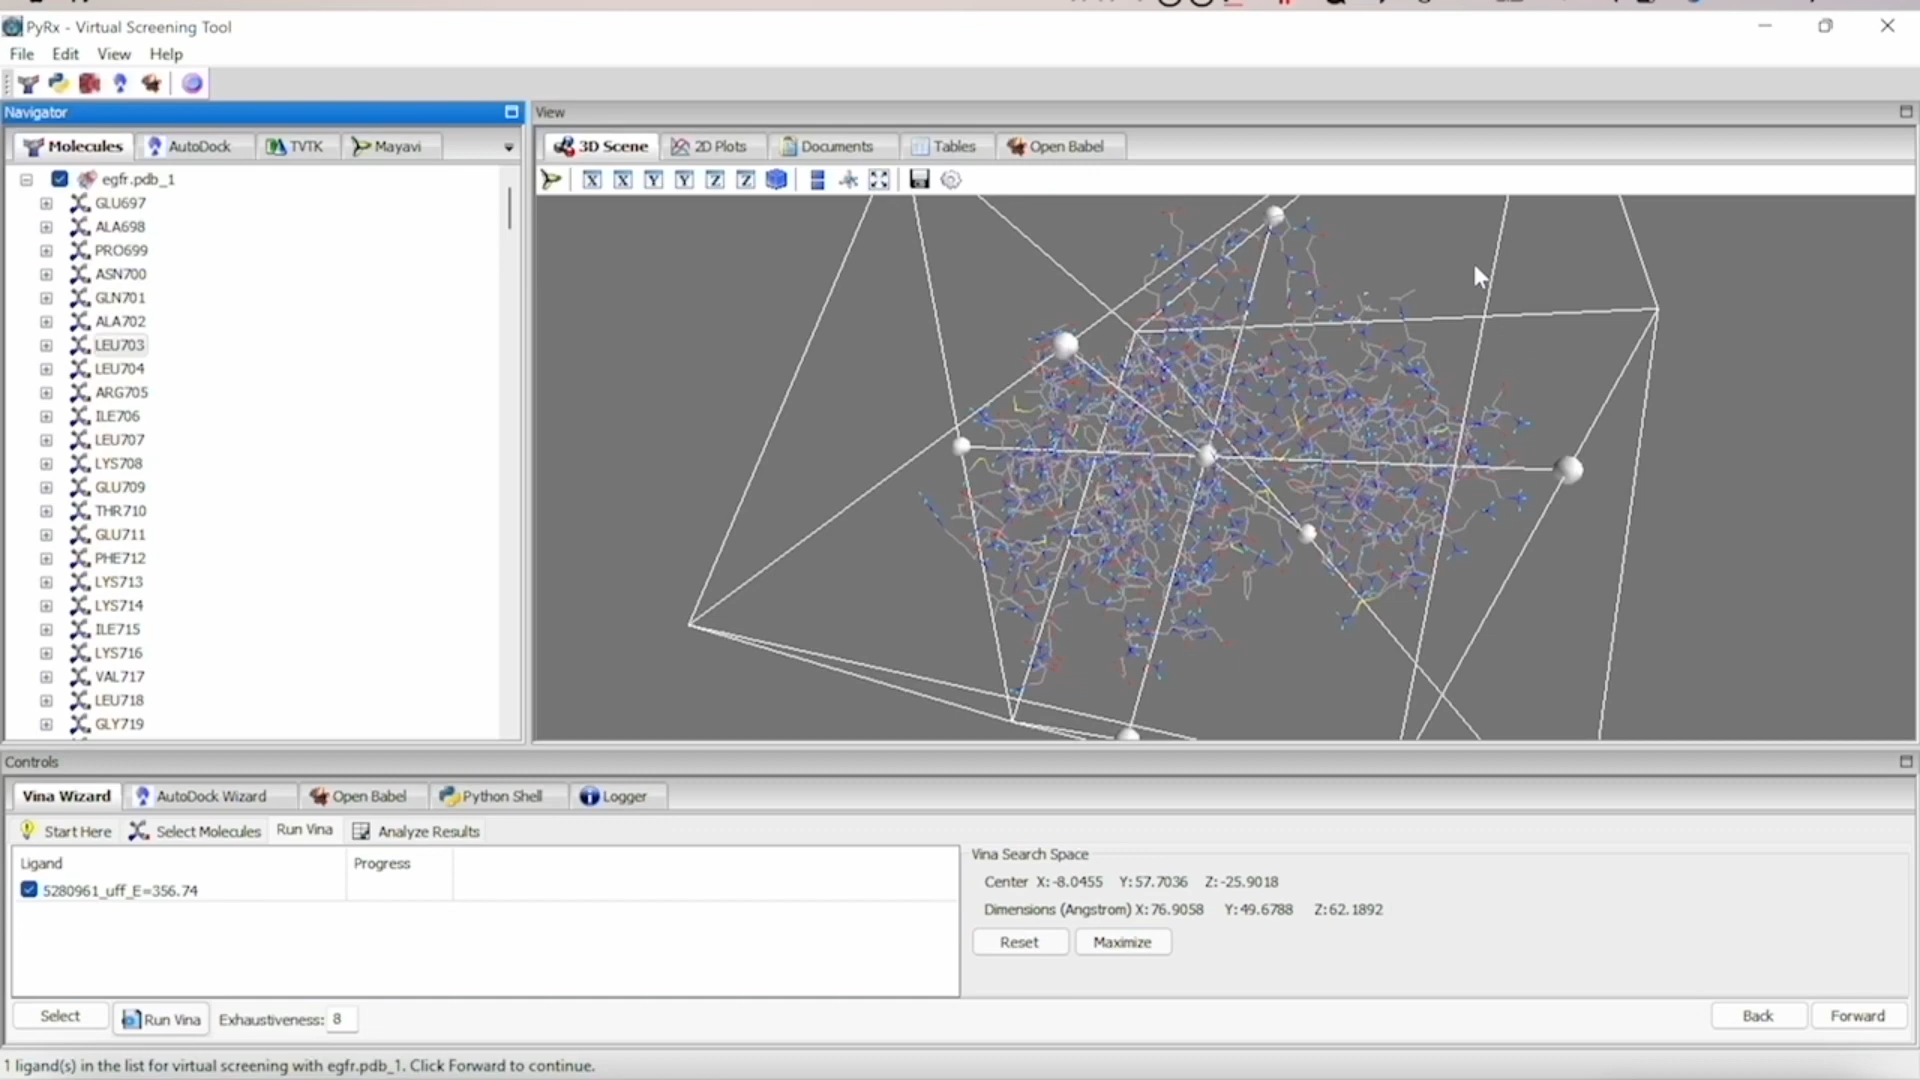 PyRx - Virtual Screening Tool
File Edit View Help
Navigator
View
Molecules AutoDock TVTK Mayavi
3D Scene 2D Plots Documents Tables Open Babel
X X Y Y Z Z
egfr.pdb_1
GLU697
ALA698
PRO699
ASN700
GLN701
ALA702
LEU703
LEU704
ARG705
ILE706
LEU707
LYS708
GLU709
THR710
GLU711
PHE712
LYS713
LYS714
ILE715
LYS716
VAL717
LEU718
GLY719
Controls
Vina Wizard AutoDock Wizard Open Babel Python Shell Logger
Start Here Select Molecules Run Vina Analyze Results
Ligand Progress
5280961_uff_E=356.74
Vina Search Space
Center X:-8.0455 Y:57.7036 Z:-25.9018
Dimensions (Angstrom) X:76.9058 Y:49.6788 Z:62.1892
Reset Maximize
Select Run Vina Exhaustiveness: 8
Back Forward
1 ligand(s) in the list for virtual screening with egfr.pdb_1. Click Forward to continue.